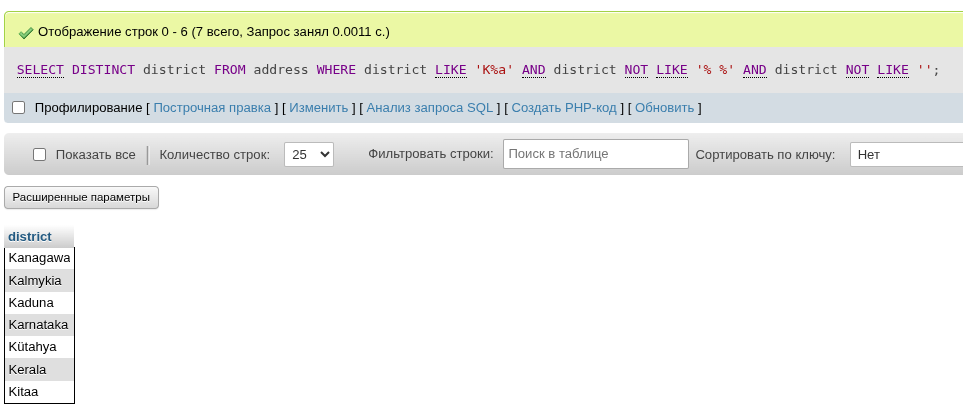 Отображение строк 0 - 6 (7 всего, Запрос занял 0.0011 с.)
SELECT DISTINCT district FROM address WHERE district LIKE 'K%a' AND district NOT LIKE '% %' AND district NOT LIKE '';
Профилирование [ Построчная правка ] [ Изменить ] [ Анализ запроса SQL ] [ Создать PHP-код ] [ Обновить ]
Показать все Количество строк: 25 Фильтровать строки: Поиск в таблице Сортировать по ключу: Нет
Расширенные параметры
district
Kanagawa
Kalmykia
Kaduna
Karnataka
Kütahya
Kerala
Kitaa